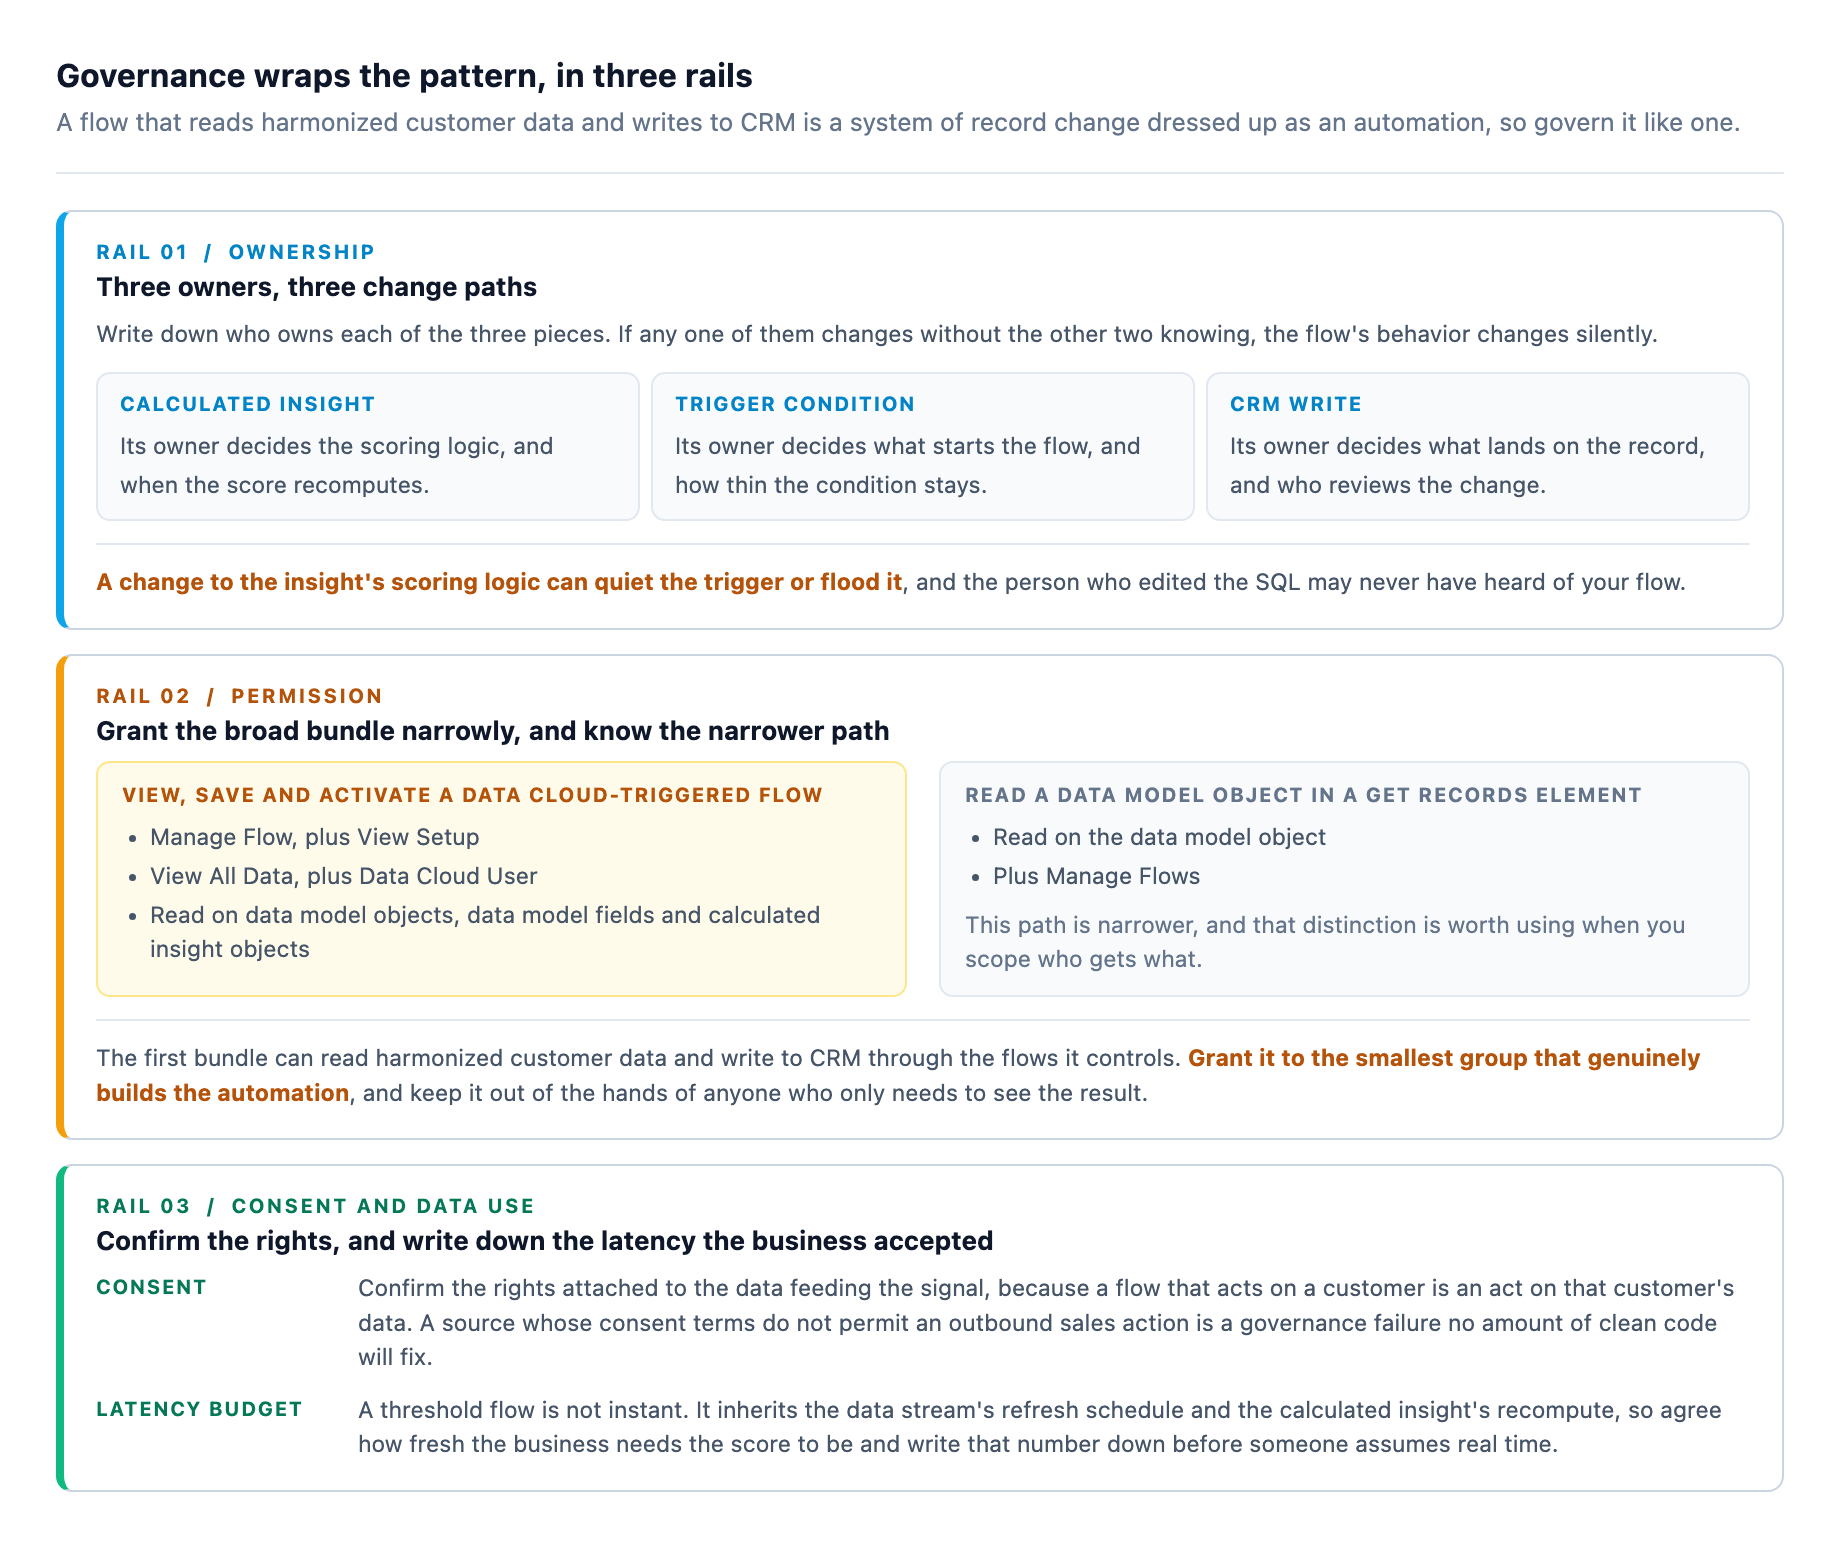 Governance wraps the pattern, in three rails
A flow that reads harmonized customer data and writes to CRM is a system of record change dressed up as an automation, so govern it like one.
RAIL 01 / OWNERSHIP
Three owners, three change paths
Write down who owns each of the three pieces. If any one of them changes without the other two knowing, the flow's behavior changes silently.
CALCULATED INSIGHT
Its owner decides the scoring logic, and
when the score recomputes.
TRIGGER CONDITION
Its owner decides what starts the flow, and
how thin the condition stays.
CRM WRITE
Its owner decides what lands on the record,
and who reviews the change.
A change to the insight's scoring logic can quiet the trigger or flood it, and the person who edited the SQL may never have heard of your flow.
RAIL 02 / PERMISSION
Grant the broad bundle narrowly, and know the narrower path
VIEW, SAVE AND ACTIVATE A DATA CLOUD-TRIGGERED FLOW
• Manage Flow, plus View Setup
• View All Data, plus Data Cloud User
• Read on data model objects, data model fields and calculated
insight objects
READ A DATA MODEL OBJECT IN A GET RECORDS ELEMENT
• Read on the data model object
• Plus Manage Flows
This path is narrower, and that distinction is worth using when you
scope who gets what.
The first bundle can read harmonized customer data and write to CRM through the flows it controls. Grant it to the smallest group that genuinely
builds the automation, and keep it out of the hands of anyone who only needs to see the result.
RAIL 03 / CONSENT AND DATA USE
Confirm the rights, and write down the latency the business accepted
CONSENT
Confirm the rights attached to the data feeding the signal, because a flow that acts on a customer is an act on that customer's
data. A source whose consent terms do not permit an outbound sales action is a governance failure no amount of clean code
will fix.
LATENCY BUDGET
A threshold flow is not instant. It inherits the data stream's refresh schedule and the calculated insight's recompute, so agree
how fresh the business needs the score to be and write that number down before someone assumes real time.